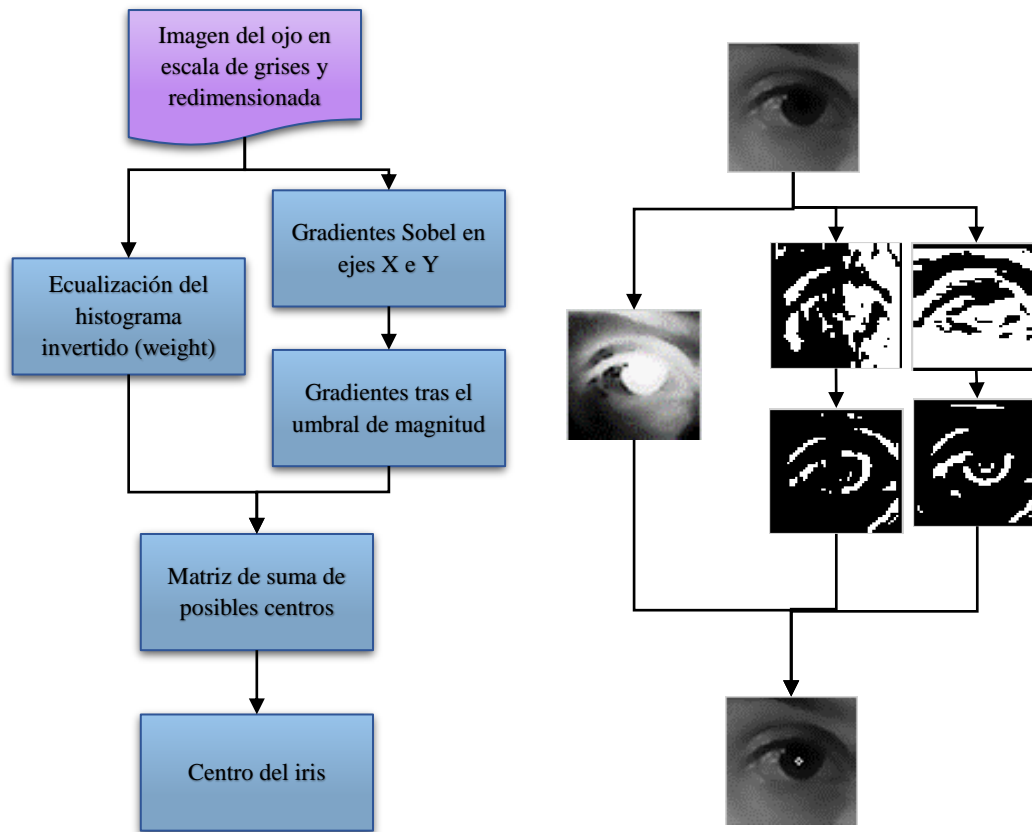 Imagen del ojo en
escala de grises y
redimensionada
Gradientes Sobel en
ejes X e Y
Ecualización del
histograma
invertido (weight)
Gradientes tras el
umbral de magnitud
Matriz de suma de
posibles centros
Centro del iris